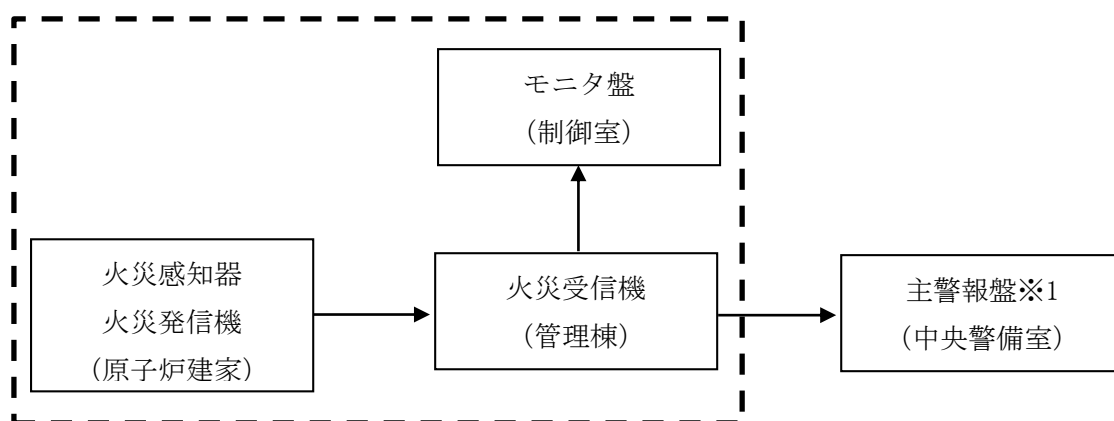 モニタ盤
（制御室）
火災感知器
火災発信機
（原子炉建家）
火災受信機
（管理棟）
主警報盤※1
（中央警備室）